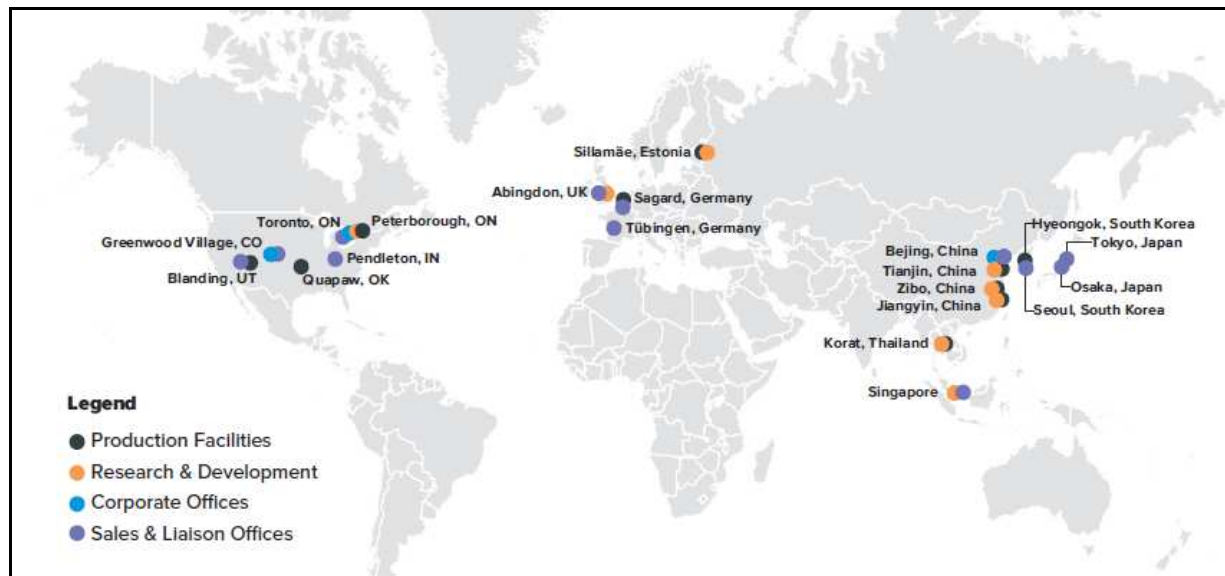 Sillamäe, Estonia
Abingdon, UK
Sagard, Germany
Tübingen, Germany
Toronto, ON
Peterborough, ON
Greenwood Village, CO
Pendleton, IN
Blanding, UT
Quapaw, OK
Hyeongok, South Korea
Tokyo, Japan
Bejing, China
Tianjin, China
Zibo, China
Osaka, Japan
Jiangyin, China
Seoul, South Korea
Korat, Thailand
Singapore
Legend
Production Facilities
Research & Development
Corporate Offices
Sales & Liaison Offices